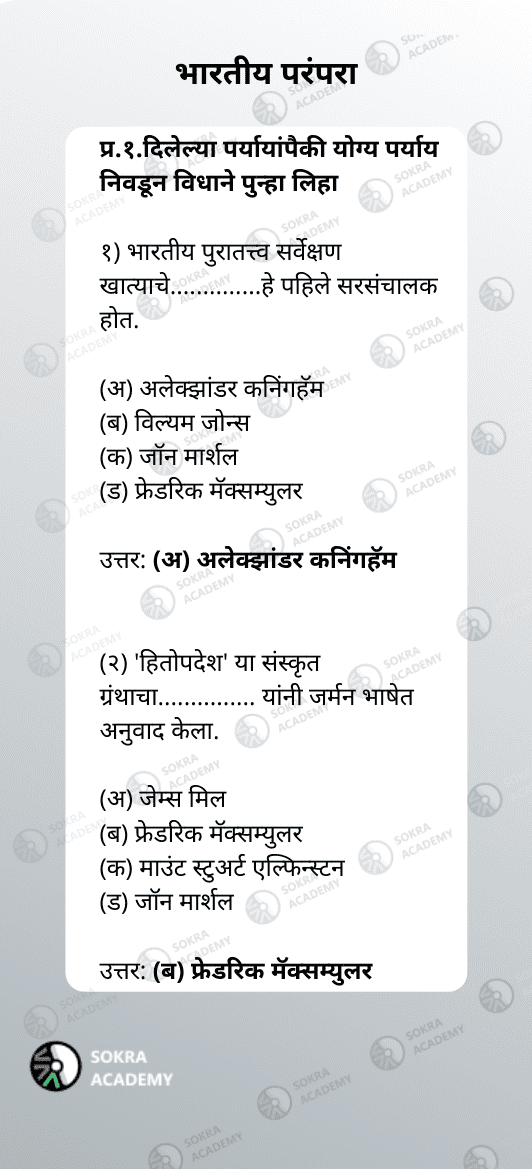 भारतीय परंपरा
प्र.१.दिलेल्या पर्यायांपैकी योग्य पर्याय
निवडून विधाने पुन्हा लिहा
१) भारतीय पुरातत्त्व सर्वेक्षण
खात्याचे..............हे पहिले सरसंचालक
होत.
(अ) अलेक्झांडर कनिंगहॅम
(ब) विल्यम जोन्स
(क) जॉन मार्शल
(ड) फ्रेडरिक मॅक्सम्युलर
उत्तर: (अ) अलेक्झांडर कनिंगहॅम
(२) 'हितोपदेश' या संस्कृत
ग्रंथाचा............... यांनी जर्मन भाषेत
अनुवाद केला.
(अ) जेम्स मिल
(ब) फ्रेडरिक मॅक्सम्युलर
(क) माउंट स्टुअर्ट एल्फिन्स्टन
(ड) जॉन मार्शल
उत्तर: (ब) फ्रेडरिक मॅक्सम्युलर
SOKRA
ACADEMY